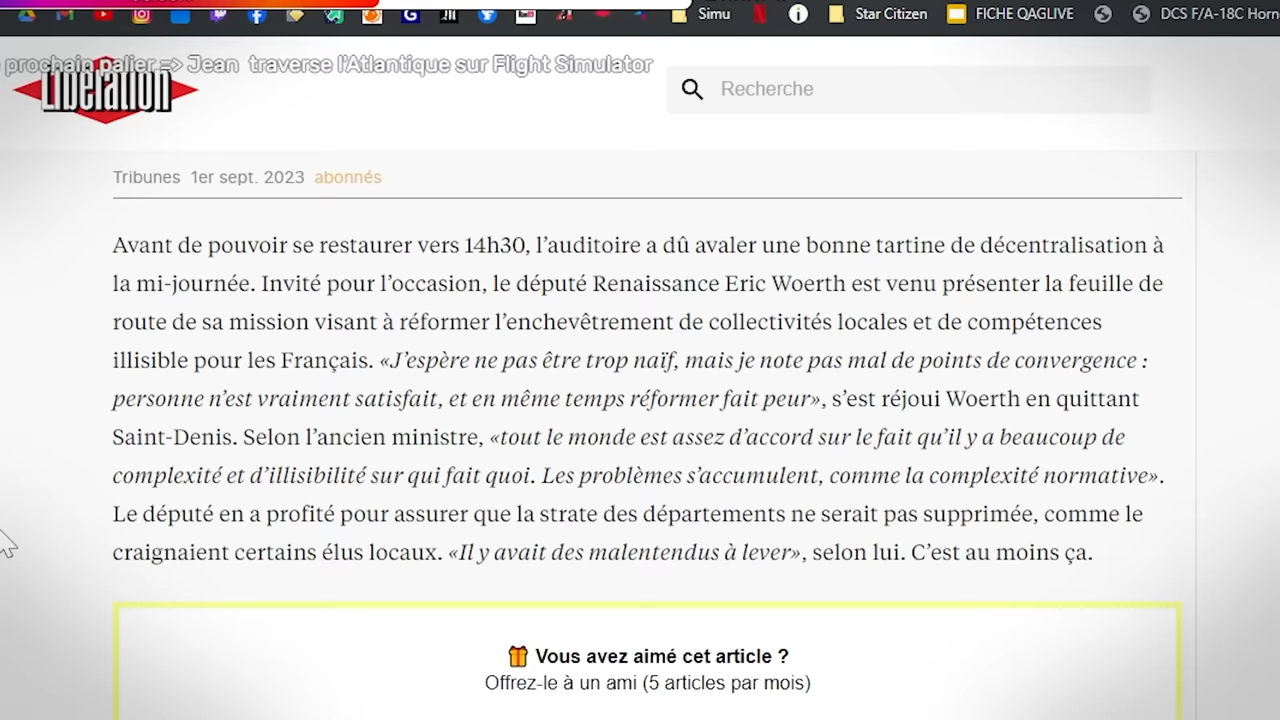 Simu
Star Citizen
FICHE QAGLIVE
DCS F/A-18C Horn
prochain palier => Jean traverse l'Atlantique sur Flight Simulator
Libération
Recherche
Tribunes 1er sept. 2023 abonnés
Avant de pouvoir se restaurer vers 14h30, l’auditoire a dû avaler une bonne tartine de décentralisation à
la mi-journée. Invité pour l’occasion, le député Renaissance Eric Woerth est venu présenter la feuille de
route de sa mission visant à réformer l’enchevêtrement de collectivités locales et de compétences
illisible pour les Français. «J’espère ne pas être trop naïf, mais je note pas mal de points de convergence :
personne n’est vraiment satisfait, et en même temps réformer fait peur», s’est réjoui Woerth en quittant
Saint-Denis. Selon l’ancien ministre, «tout le monde est assez d’accord sur le fait qu’il y a beaucoup de
complexité et d’illisibilité sur qui fait quoi. Les problèmes s’accumulent, comme la complexité normative».
Le député en a profité pour assurer que la strate des départements ne serait pas supprimée, comme le
craignaient certains élus locaux. «Il y avait des malentendus à lever», selon lui. C’est au moins ça.
Vous avez aimé cet article ?
Offrez-le à un ami (5 articles par mois)